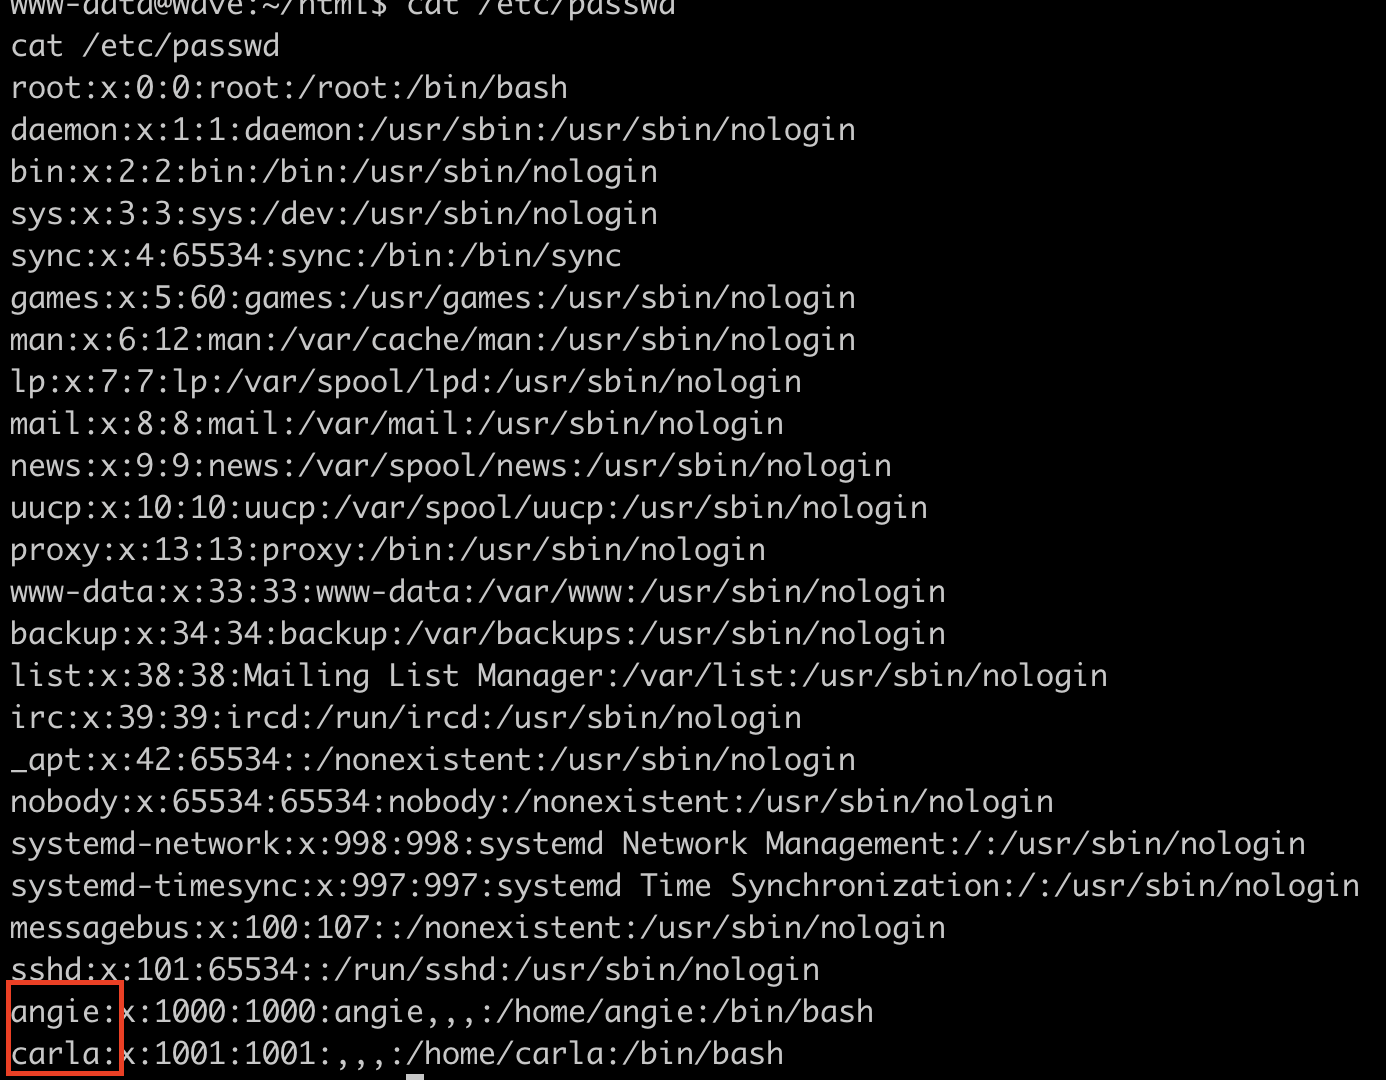 www-data@wave:~/html$ cat /etc/passwd
cat /etc/passwd
root:x:0:0:root:/root:/bin/bash
daemon:x:1:1:daemon:/usr/sbin:/usr/sbin/nologin
bin:x:2:2:bin:/bin:/usr/sbin/nologin
sys:x:3:3:sys:/dev:/usr/sbin/nologin
sync:x:4:65534:sync:/bin:/bin/sync
games:x:5:60:games:/usr/games:/usr/sbin/nologin
man:x:6:12:man:/var/cache/man:/usr/sbin/nologin
lp:x:7:7:lp:/var/spool/lpd:/usr/sbin/nologin
mail:x:8:8:mail:/var/mail:/usr/sbin/nologin
news:x:9:9:news:/var/spool/news:/usr/sbin/nologin
uucp:x:10:10:uucp:/var/spool/uucp:/usr/sbin/nologin
proxy:x:13:13:proxy:/bin:/usr/sbin/nologin
www-data:x:33:33:www-data:/var/www:/usr/sbin/nologin
backup:x:34:34:backup:/var/backups:/usr/sbin/nologin
list:x:38:38:Mailing List Manager:/var/list:/usr/sbin/nologin
irc:x:39:39:ircd:/run/ircd:/usr/sbin/nologin
_apt:x:42:65534::/nonexistent:/usr/sbin/nologin
nobody:x:65534:65534:nobody:/nonexistent:/usr/sbin/nologin
systemd-network:x:998:998:systemd Network Management:/:/usr/sbin/nologin
systemd-timesync:x:997:997:systemd Time Synchronization:/:/usr/sbin/nologin
messagebus:x:100:107::/nonexistent:/usr/sbin/nologin
sshd:x:101:65534::/run/sshd:/usr/sbin/nologin
angie:x:1000:1000:angie,,,:/home/angie:/bin/bash
carla:x:1001:1001:,,,:/home/carla:/bin/bash